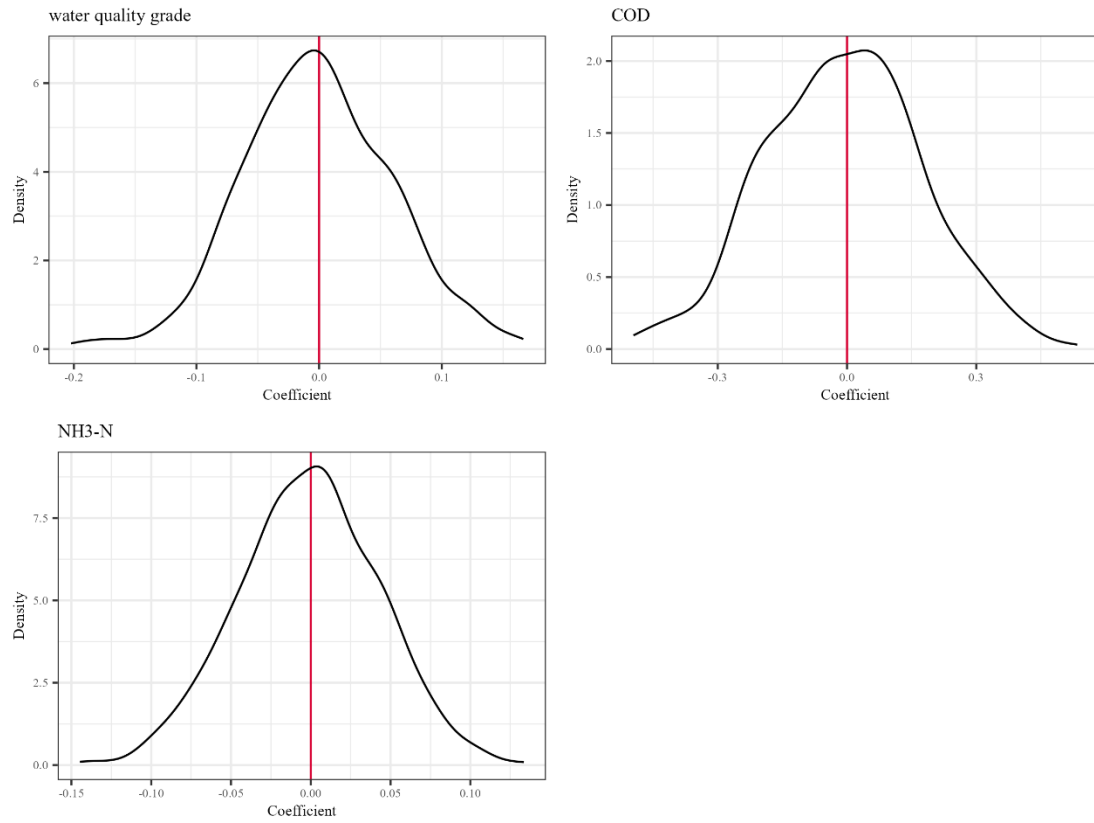 water quality grade
6
4
2
0
Density
-0.2
-0.1
0.0
0.1
Coefficient
COD
2.0
1.5
1.0
0.5
0.0
Density
-0.3
0.0
0.3
Coefficient
NH3-N
7.5
5.0
2.5
0.0
Density
-0.15
-0.10
-0.05
0.00
0.05
0.10
Coefficient